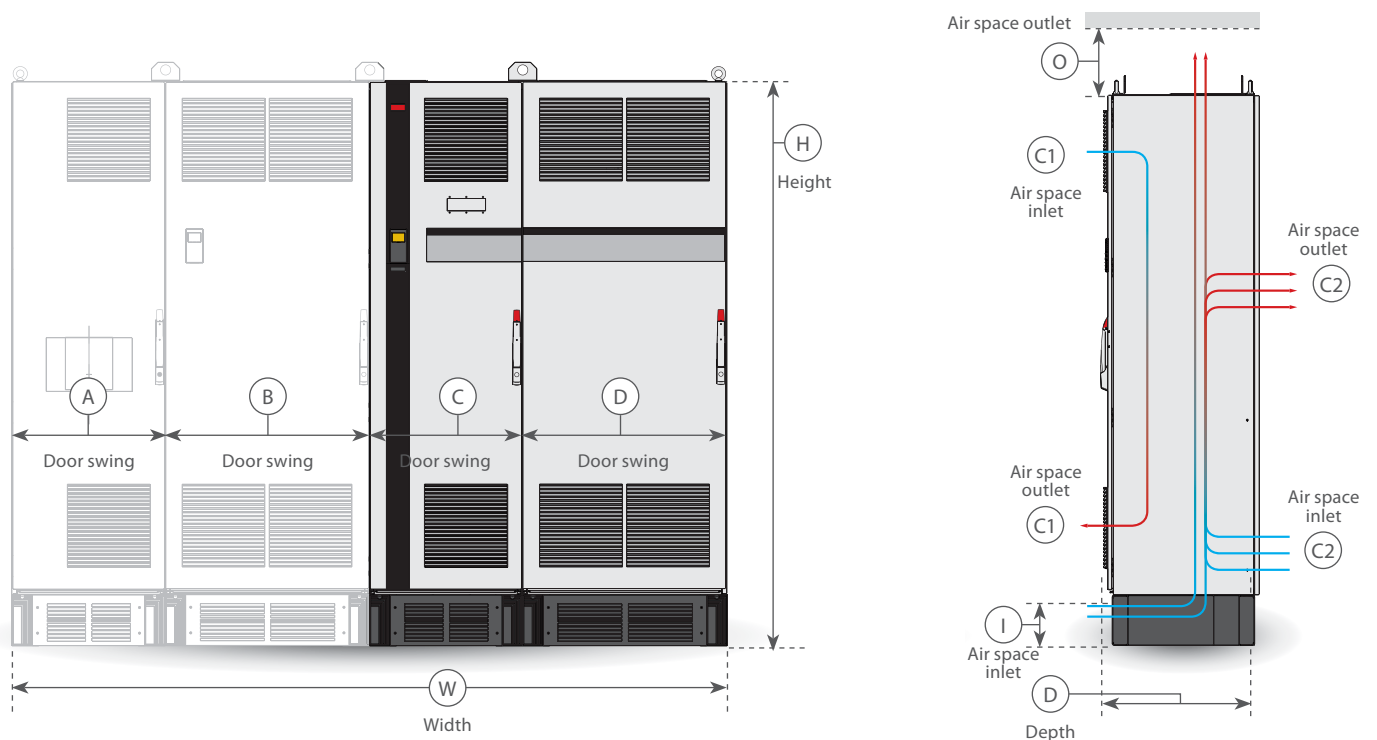 A
Door swing
B
Door swing
C
Door swing
D
Door swing
H
Height
W
Width
Air space outlet
O
C1
Air space
inlet
Air space
outlet
C2
Air space
outlet
C1
Air space
inlet
C2
I
Air space
inlet
D
Depth